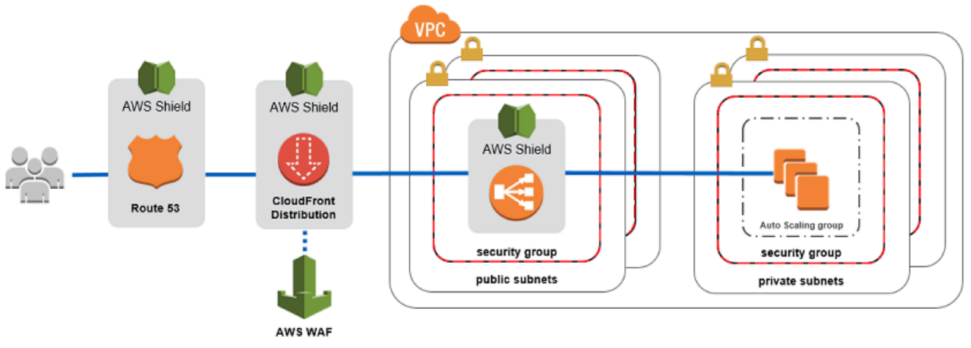 VPC
AWS Shield
Route 53
AWS Shield
CloudFront
Distribution
AWS WAF
AWS Shield
security group
public subnets
Auto Scaling group
security group
private subnets